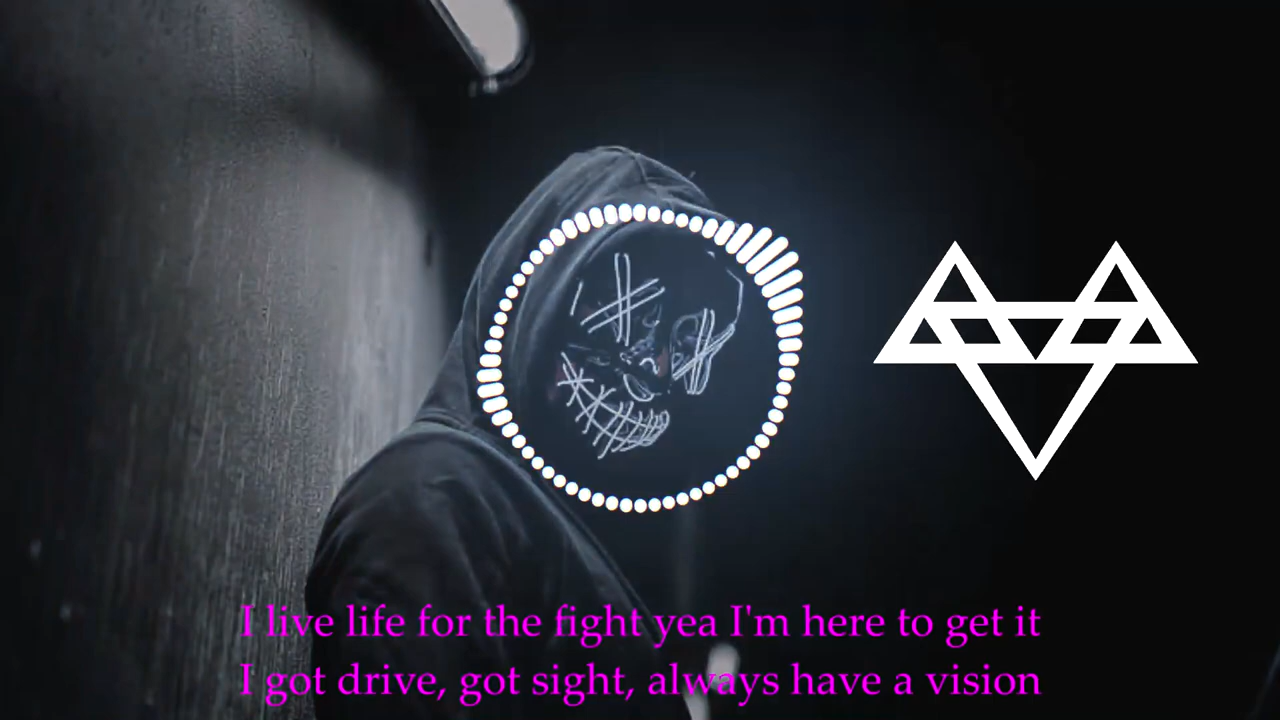 I live life for the fight yea I'm here to get it
I got drive, got sight, always have a vision